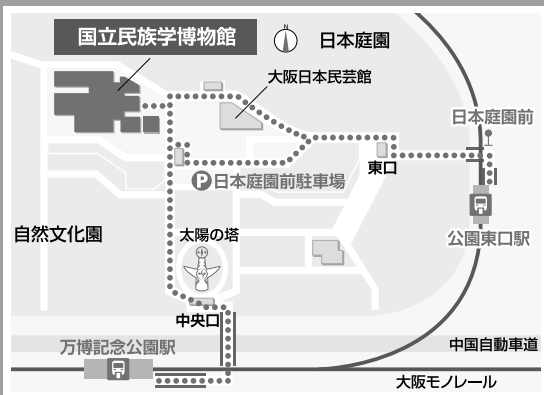 国立民族学博物館
N
日本庭園
大阪日本民芸館
日本庭園前
東口
P日本庭園前駐車場
自然文化園
太陽の塔
公園東口駅
中央口
万博記念公園駅
中国自動車道
大阪モノレール